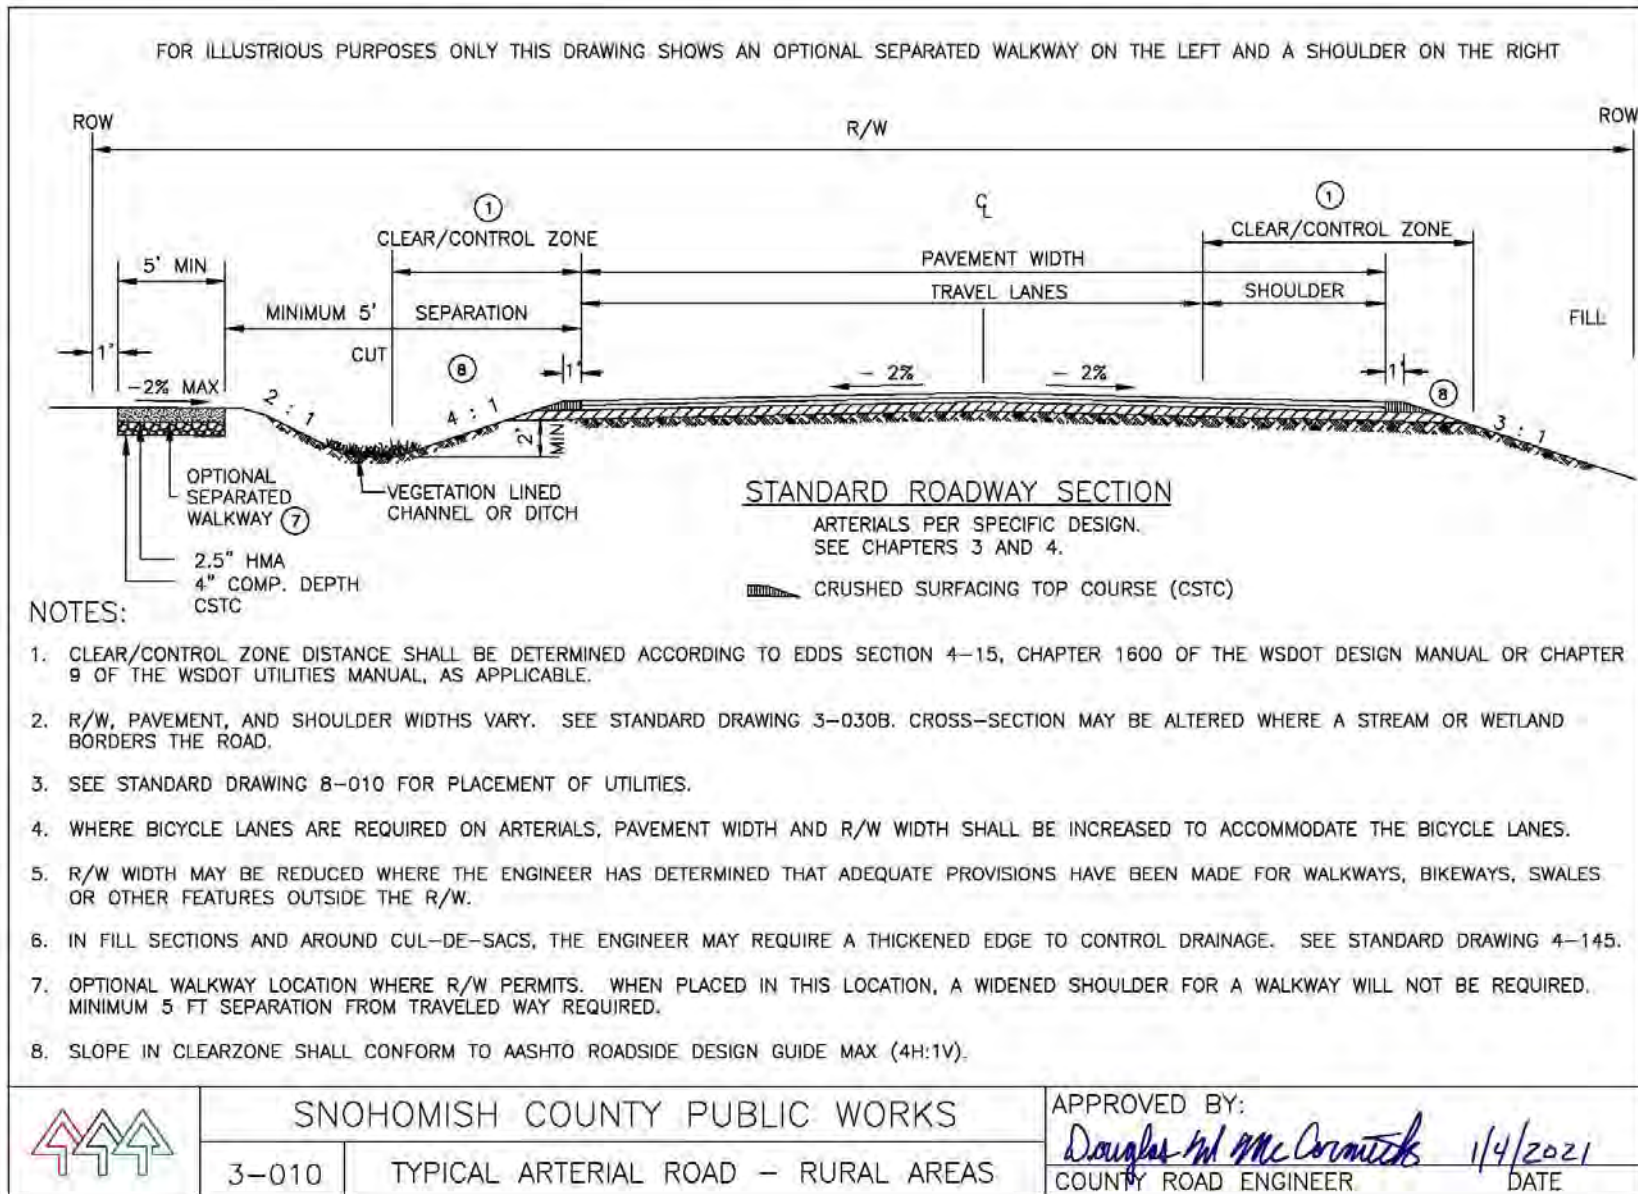 FOR ILLUSTRIOUS PURPOSES ONLY THIS DRAWING SHOWS AN OPTIONAL SEPARATED WALKWAY ON THE LEFT AND A SHOULDER ON THE RIGHT
ROW
R/W
ROW
1
CLEAR/CONTROL ZONE
℄
1
CLEAR/CONTROL ZONE
5' MIN
PAVEMENT WIDTH
TRAVEL LANES
SHOULDER
MINIMUM 5' SEPARATION
FILL
1'
CUT
8
1'
-2% MAX
2 : 1
4 : 1
2' MIN
- 2%
- 2%
1'
8
3 : 1
OPTIONAL
SEPARATED
WALKWAY 7
VEGETATION LINED
CHANNEL OR DITCH
2.5" HMA
4" COMP. DEPTH
CSTC
STANDARD ROADWAY SECTION
ARTERIALS PER SPECIFIC DESIGN.
SEE CHAPTERS 3 AND 4.
CRUSHED SURFACING TOP COURSE (CSTC)
NOTES:
1. CLEAR/CONTROL ZONE DISTANCE SHALL BE DETERMINED ACCORDING TO EDDS SECTION 4-15, CHAPTER 1600 OF THE WSDOT DESIGN MANUAL OR CHAPTER
9 OF THE WSDOT UTILITIES MANUAL, AS APPLICABLE.
2. R/W, PAVEMENT, AND SHOULDER WIDTHS VARY. SEE STANDARD DRAWING 3-030B. CROSS-SECTION MAY BE ALTERED WHERE A STREAM OR WETLAND
BORDERS THE ROAD.
3. SEE STANDARD DRAWING 8-010 FOR PLACEMENT OF UTILITIES.
4. WHERE BICYCLE LANES ARE REQUIRED ON ARTERIALS, PAVEMENT WIDTH AND R/W WIDTH SHALL BE INCREASED TO ACCOMMODATE THE BICYCLE LANES.
5. R/W WIDTH MAY BE REDUCED WHERE THE ENGINEER HAS DETERMINED THAT ADEQUATE PROVISIONS HAVE BEEN MADE FOR WALKWAYS, BIKEWAYS, SWALES
OR OTHER FEATURES OUTSIDE THE R/W.
6. IN FILL SECTIONS AND AROUND CUL-DE-SACS, THE ENGINEER MAY REQUIRE A THICKENED EDGE TO CONTROL DRAINAGE. SEE STANDARD DRAWING 4-145.
7. OPTIONAL WALKWAY LOCATION WHERE R/W PERMITS. WHEN PLACED IN THIS LOCATION, A WIDENED SHOULDER FOR A WALKWAY WILL NOT BE REQUIRED.
MINIMUM 5 FT SEPARATION FROM TRAVELED WAY REQUIRED.
8. SLOPE IN CLEARZONE SHALL CONFORM TO AASHTO ROADSIDE DESIGN GUIDE MAX (4H:1V).
SNOHOMISH COUNTY PUBLIC WORKS
3-010
TYPICAL ARTERIAL ROAD - RURAL AREAS
APPROVED BY:
Douglas W McCormick 1/4/2021
COUNTY ROAD ENGINEER DATE